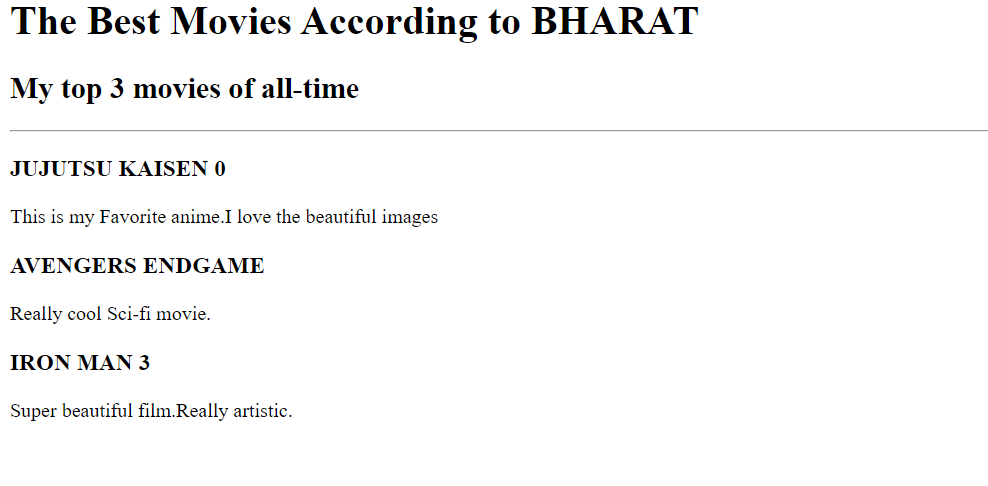 The Best Movies According to BHARAT
My top 3 movies of all-time
JUJUTSU KAISEN 0
This is my Favorite anime.I love the beautiful images
AVENGERS ENDGAME
Really cool Sci-fi movie.
IRON MAN 3
Super beautiful film.Really artistic.